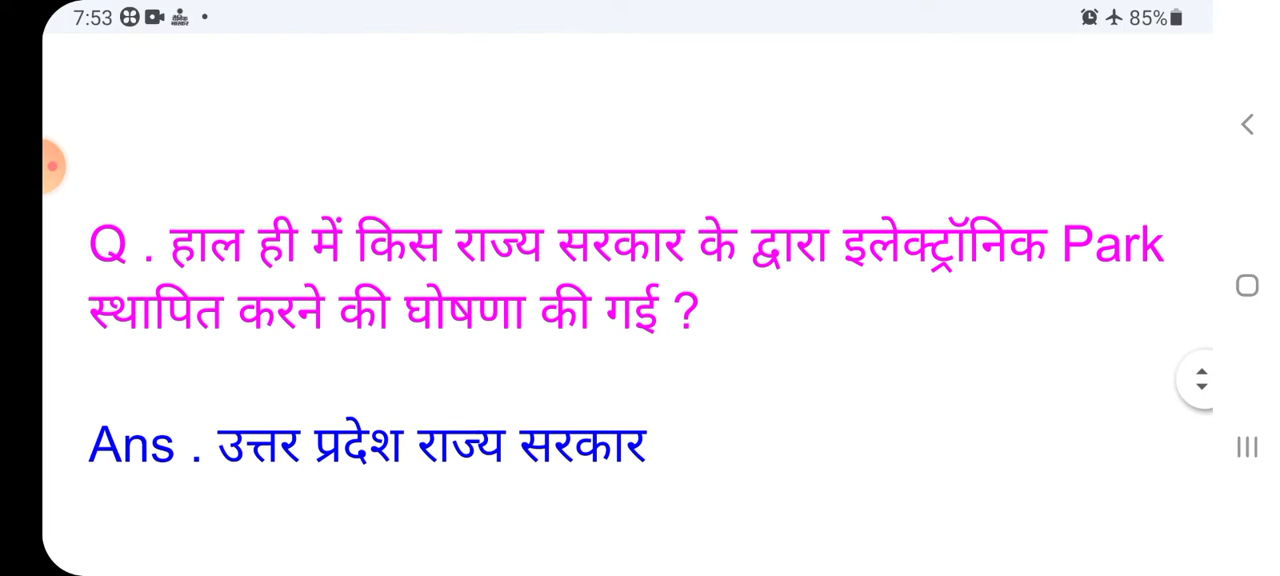 7:53 85%
Q . हाल ही में किस राज्य सरकार के द्वारा इलेक्ट्रॉनिक Park
स्थापित करने की घोषणा की गई ?
Ans . उत्तर प्रदेश राज्य सरकार